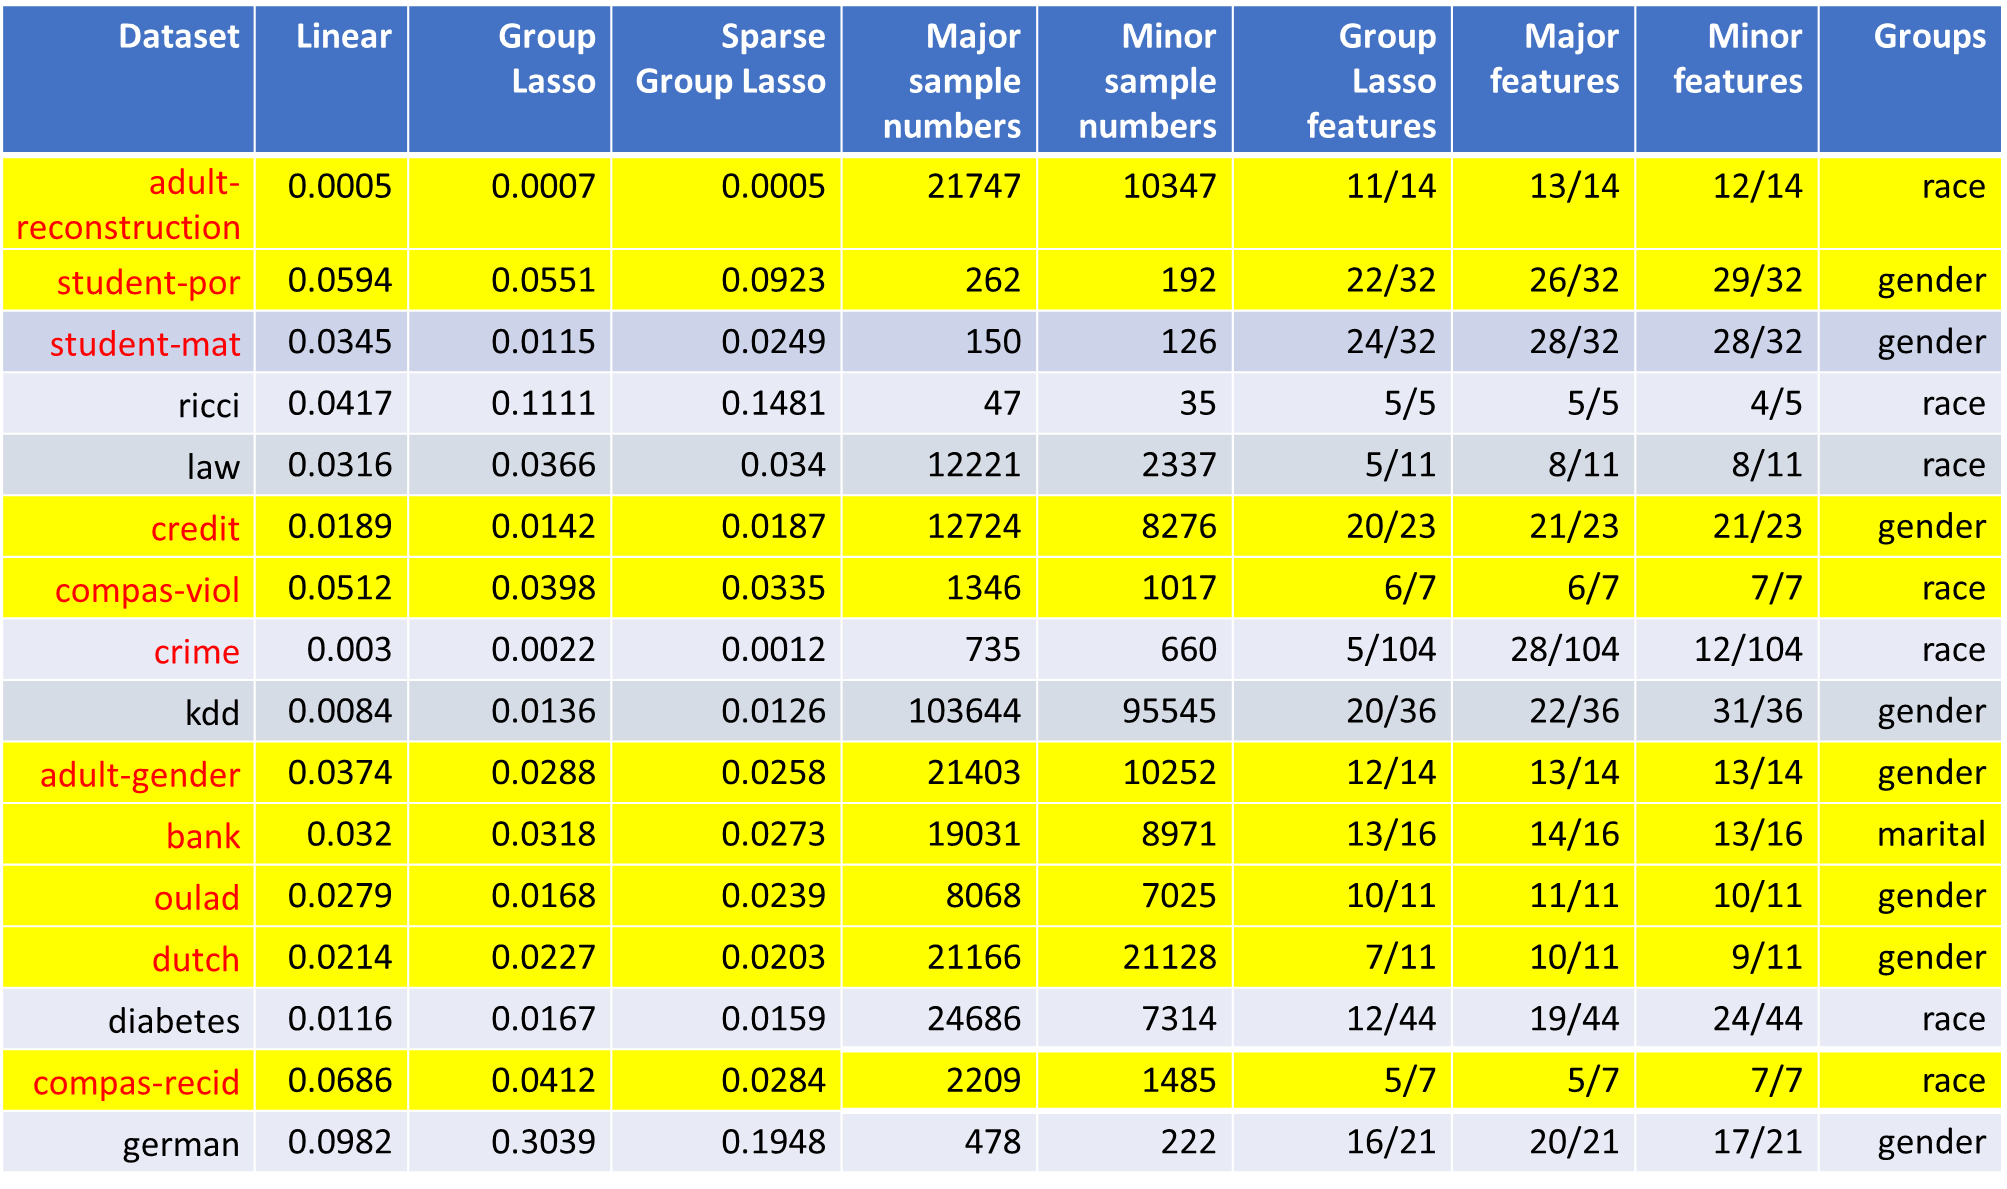 Dataset Linear Group Lasso Sparse Group Lasso Major sample numbers Minor sample numbers Group Lasso features Major features Minor features Groups
adult-reconstruction 0.0005 0.0007 0.0005 21747 10347 11/14 13/14 12/14 race
student-por 0.0594 0.0551 0.0923 262 192 22/32 26/32 29/32 gender
student-mat 0.0345 0.0115 0.0249 150 126 24/32 28/32 28/32 gender
ricci 0.0417 0.1111 0.1481 47 35 5/5 5/5 4/5 race
law 0.0316 0.0366 0.034 12221 2337 5/11 8/11 8/11 race
credit 0.0189 0.0142 0.0187 12724 8276 20/23 21/23 21/23 gender
compas-viol 0.0512 0.0398 0.0335 1346 1017 6/7 6/7 7/7 race
crime 0.003 0.0022 0.0012 735 660 5/104 28/104 12/104 race
kdd 0.0084 0.0136 0.0126 103644 95545 20/36 22/36 31/36 gender
adult-gender 0.0374 0.0288 0.0258 21403 10252 12/14 13/14 13/14 gender
bank 0.032 0.0318 0.0273 19031 8971 13/16 14/16 13/16 marital
oulad 0.0279 0.0168 0.0239 8068 7025 10/11 11/11 10/11 gender
dutch 0.0214 0.0227 0.0203 21166 21128 7/11 10/11 9/11 gender
diabetes 0.0116 0.0167 0.0159 24686 7314 12/44 19/44 24/44 race
compas-recid 0.0686 0.0412 0.0284 2209 1485 5/7 5/7 7/7 race
german 0.0982 0.3039 0.1948 478 222 16/21 20/21 17/21 gender